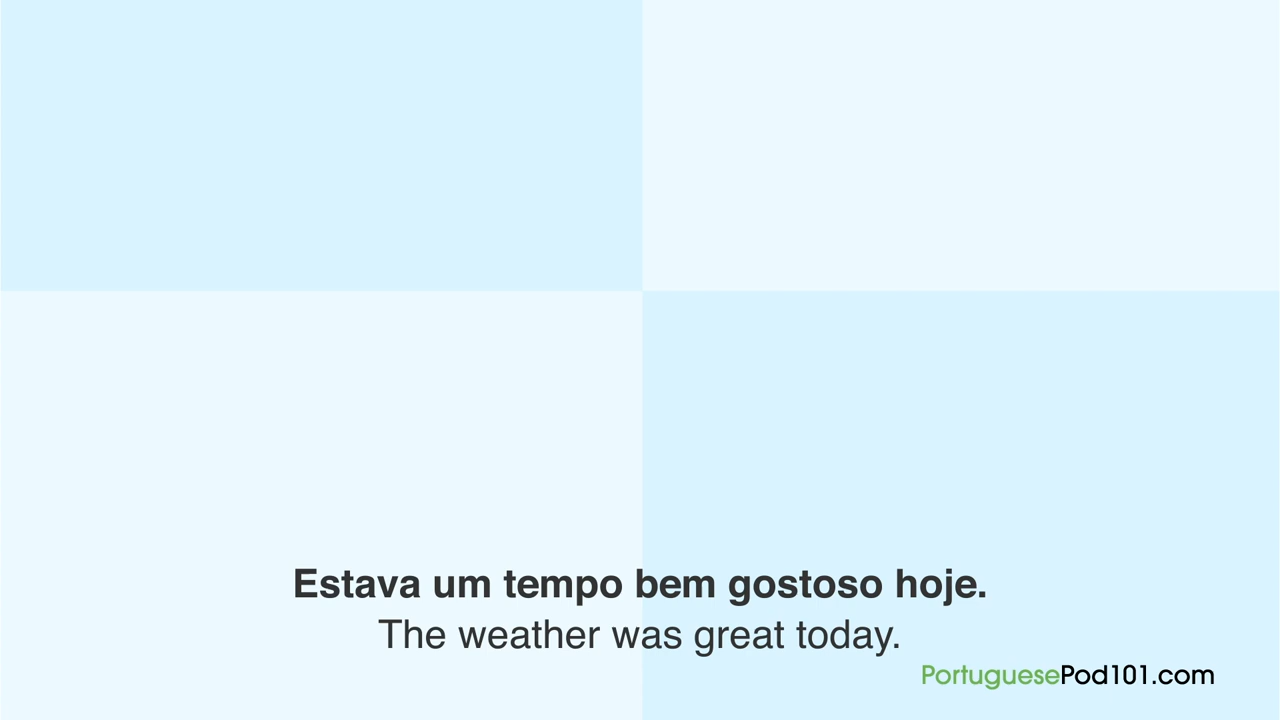 Estava um tempo bem gostoso hoje.
The weather was great today.
PortuguesePod101.com